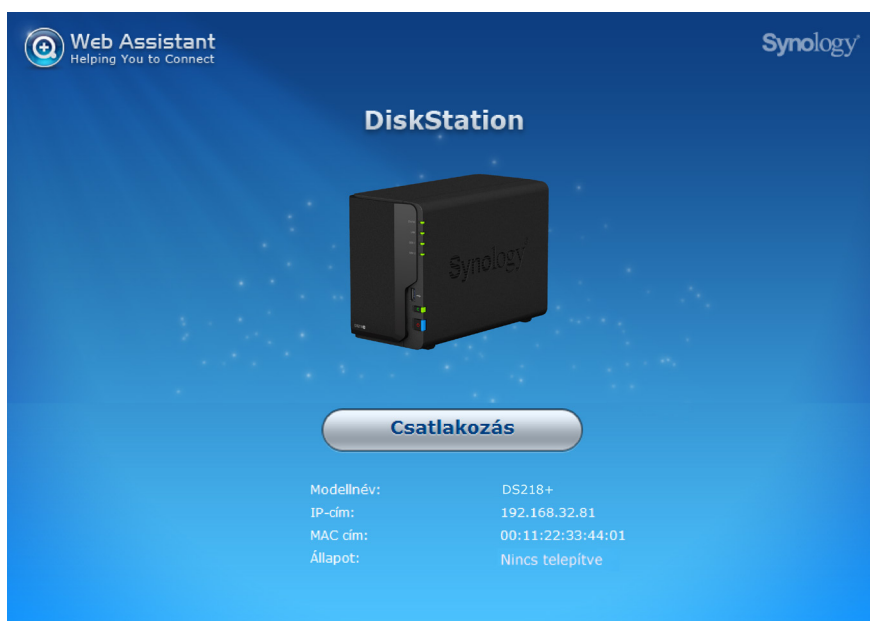 Web Assistant
Helping You to Connect
Synology
DiskStation
Synology
Csatlakozás
Modellnév: DS218+
IP-cím: 192.168.32.81
MAC cím: 00:11:22:33:44:01
Állapot: Nincs telepítve